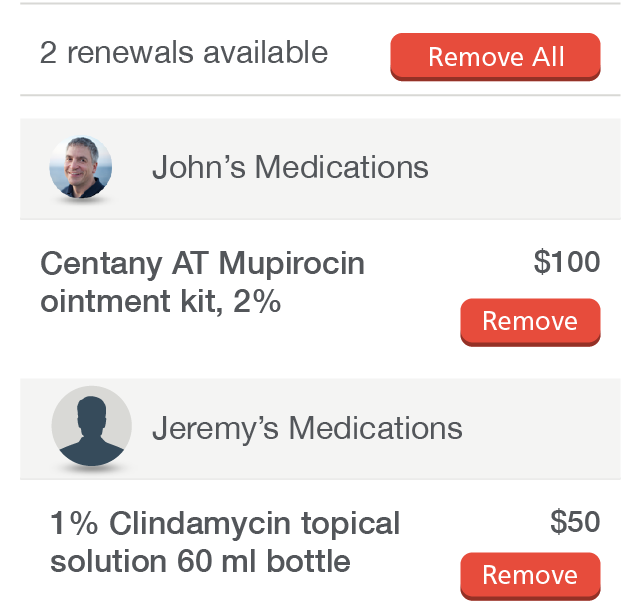 2 renewals available
Remove All
John’s Medications
Centany AT Mupirocin
ointment kit, 2%
$100
Remove
Jeremy’s Medications
1% Clindamycin topical
solution 60 ml bottle
$50
Remove